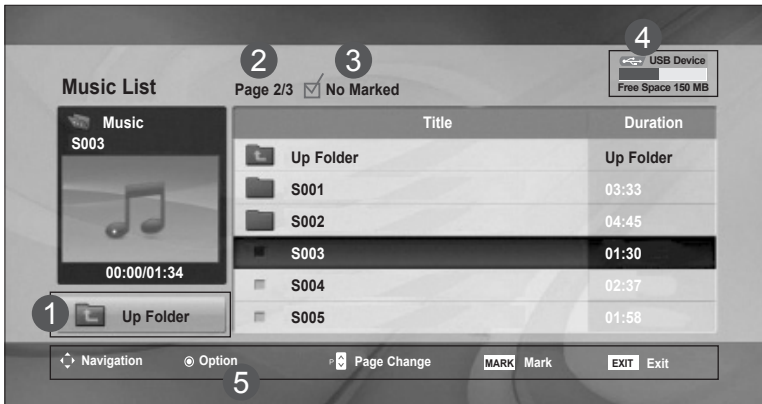 2
3
4
USB Device
Free Space 150 MB
Music List
Page 2/3
No Marked
Music
S003
00:00/01:34
Title
Duration
Up Folder
Up Folder
S001
03:33
S002
04:45
S003
01:30
S004
02:37
S005
01:58
1
Up Folder
Navigation
Option
P
Page Change
MARK
Mark
EXIT
Exit
5